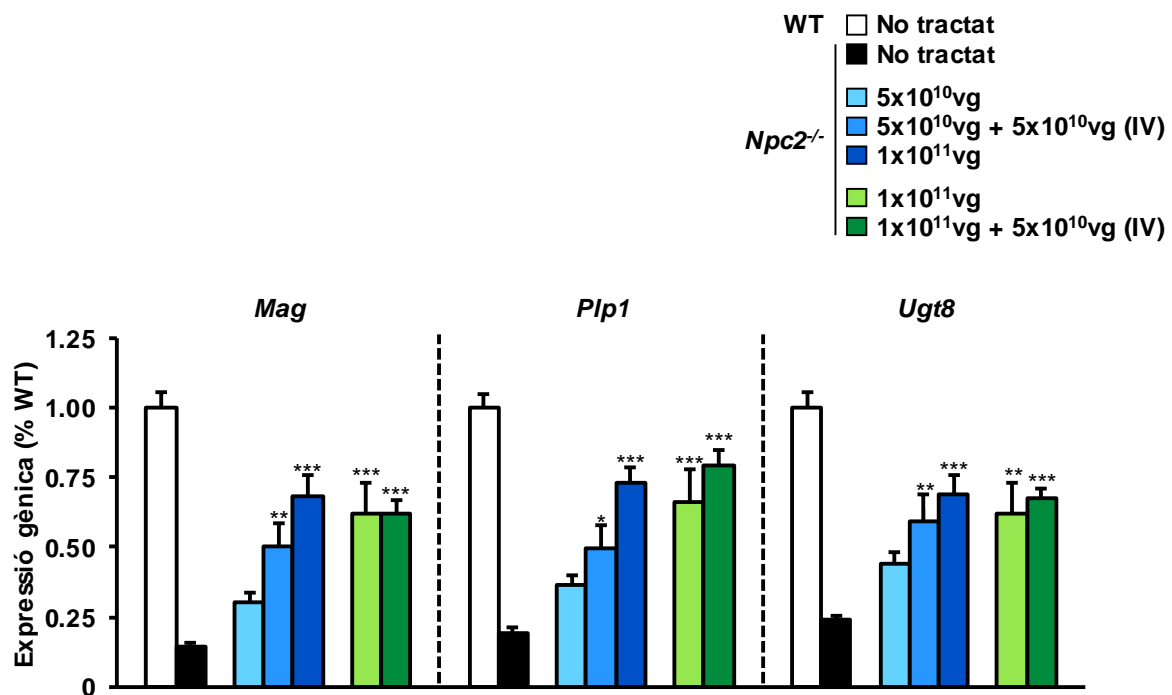 WT No tractat
No tractat
5x10¹⁰vg
Npc2⁻/⁻ 5x10¹⁰vg + 5x10¹⁰vg (IV)
1x10¹¹vg
1x10¹¹vg
1x10¹¹vg + 5x10¹⁰vg (IV)
Mag Plp1 Ugt8
Expressió gènica (% WT)
1.25
1.00
0.75
0.50
0.25
0
** *** *** ***
* *** *** ***
** *** ** ***